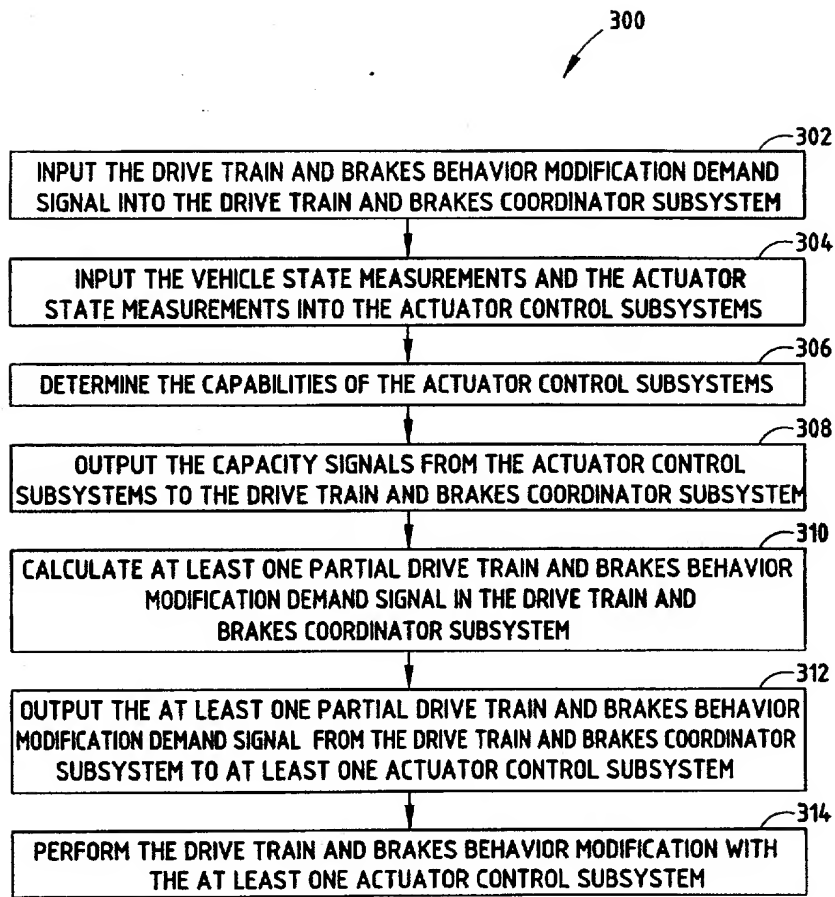 300
302
INPUT THE DRIVE TRAIN AND BRAKES BEHAVIOR MODIFICATION DEMAND
SIGNAL INTO THE DRIVE TRAIN AND BRAKES COORDINATOR SUBSYSTEM
304
INPUT THE VEHICLE STATE MEASUREMENTS AND THE ACTUATOR
STATE MEASUREMENTS INTO THE ACTUATOR CONTROL SUBSYSTEMS
306
DETERMINE THE CAPABILITIES OF THE ACTUATOR CONTROL SUBSYSTEMS
308
OUTPUT THE CAPACITY SIGNALS FROM THE ACTUATOR CONTROL
SUBSYSTEMS TO THE DRIVE TRAIN AND BRAKES COORDINATOR SUBSYSTEM
310
CALCULATE AT LEAST ONE PARTIAL DRIVE TRAIN AND BRAKES BEHAVIOR
MODIFICATION DEMAND SIGNAL IN THE DRIVE TRAIN AND
BRAKES COORDINATOR SUBSYSTEM
312
OUTPUT THE AT LEAST ONE PARTIAL DRIVE TRAIN AND BRAKES BEHAVIOR
MODIFICATION DEMAND SIGNAL FROM THE DRIVE TRAIN AND BRAKES COORDINATOR
SUBSYSTEM TO AT LEAST ONE ACTUATOR CONTROL SUBSYSTEM
314
PERFORM THE DRIVE TRAIN AND BRAKES BEHAVIOR MODIFICATION WITH
THE AT LEAST ONE ACTUATOR CONTROL SUBSYSTEM